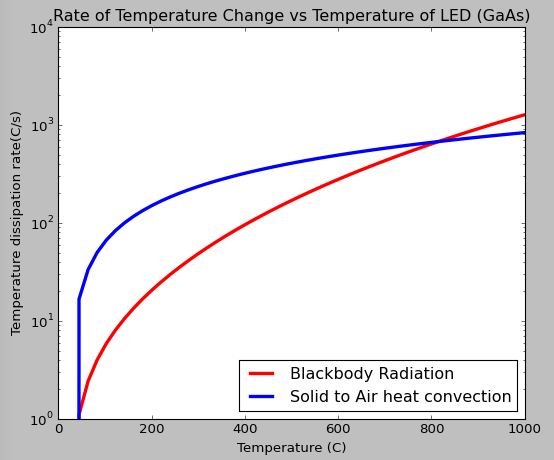 Rate of Temperature Change vs Temperature of LED (GaAs)
10^4
10^3
10^2
10^1
10^0
Temperature dissipation rate(C/s)
Blackbody Radiation
Solid to Air heat convection
0 200 400 600 800 1000
Temperature (C)